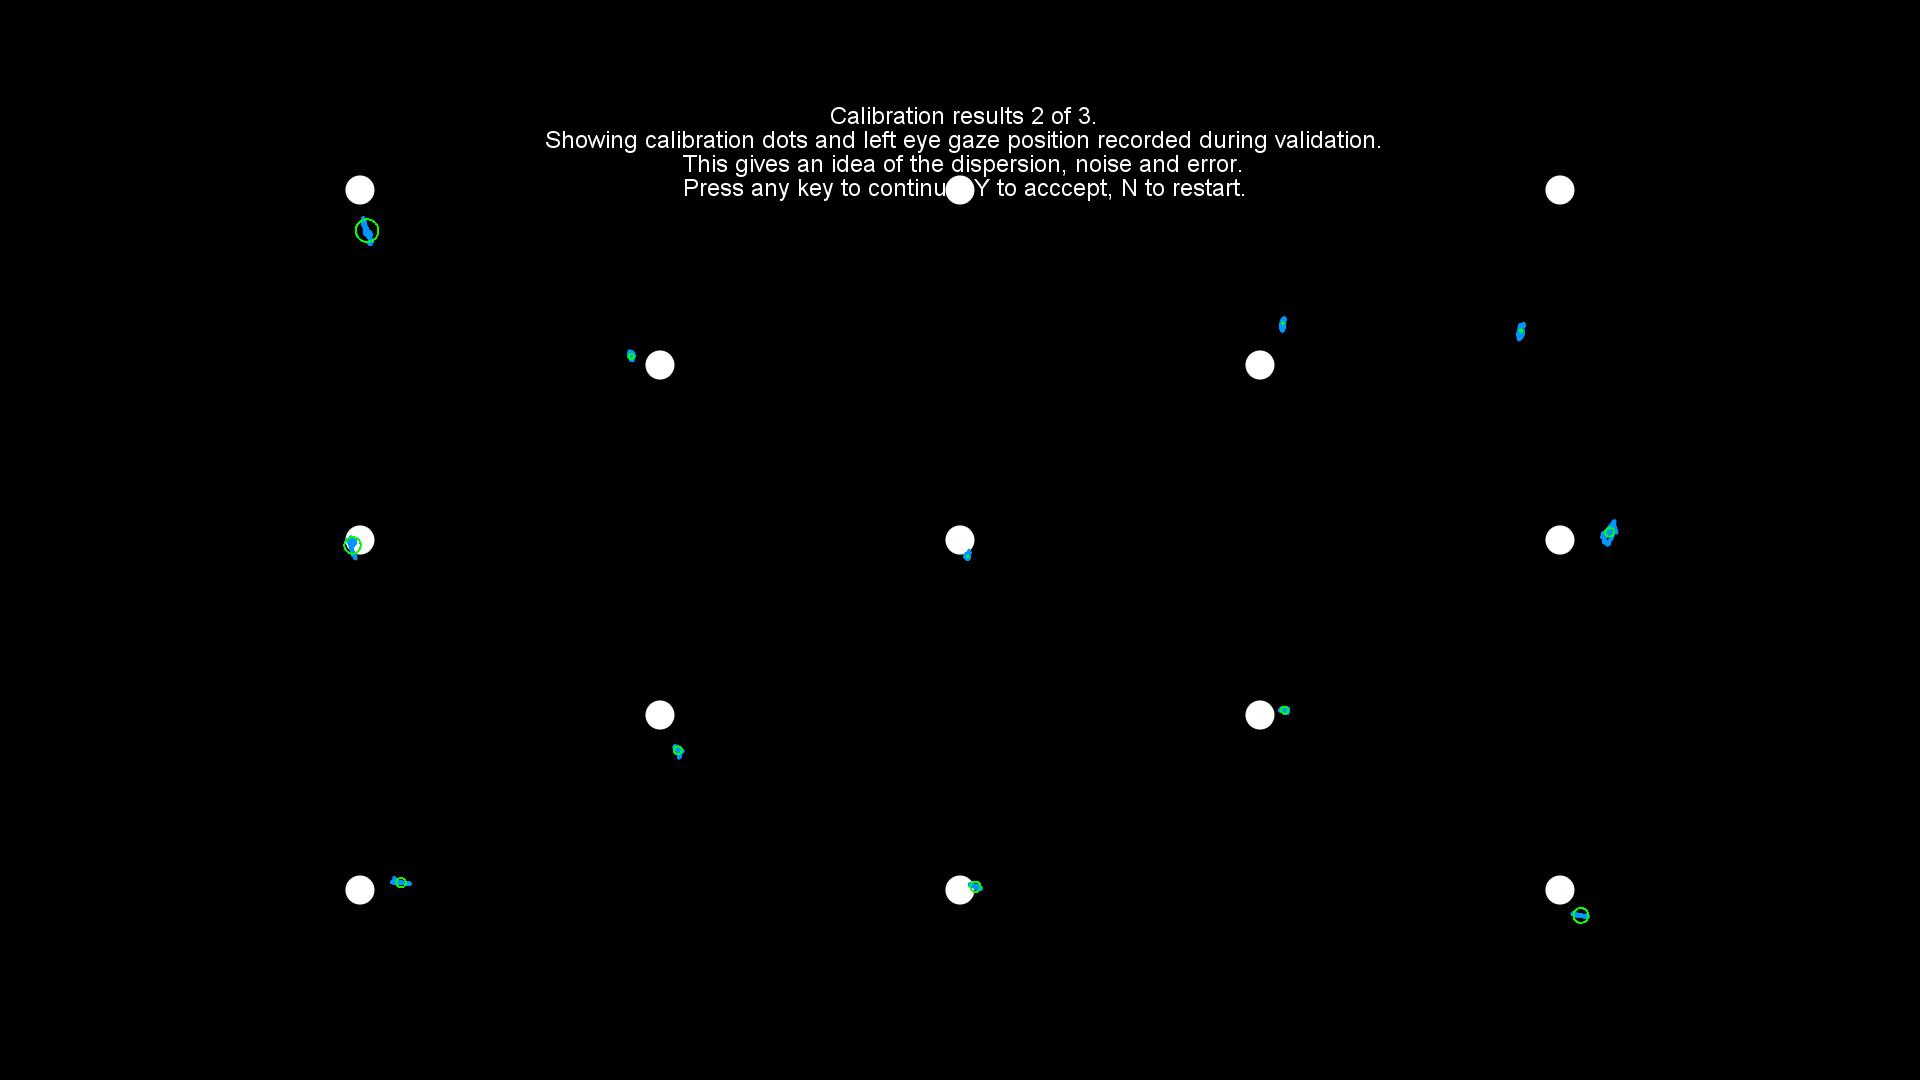 Calibration results 2 of 3.
Showing calibration dots and left eye gaze position recorded during validation.
This gives an idea of the dispersion, noise and error.
Press any key to continu Y to acccept, N to restart.